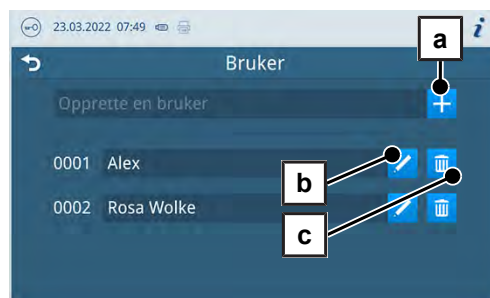 23.03.2022 07:49
a
i
Bruker
Opprette en bruker
0001 Alex
b
0002 Rosa Wolke
c